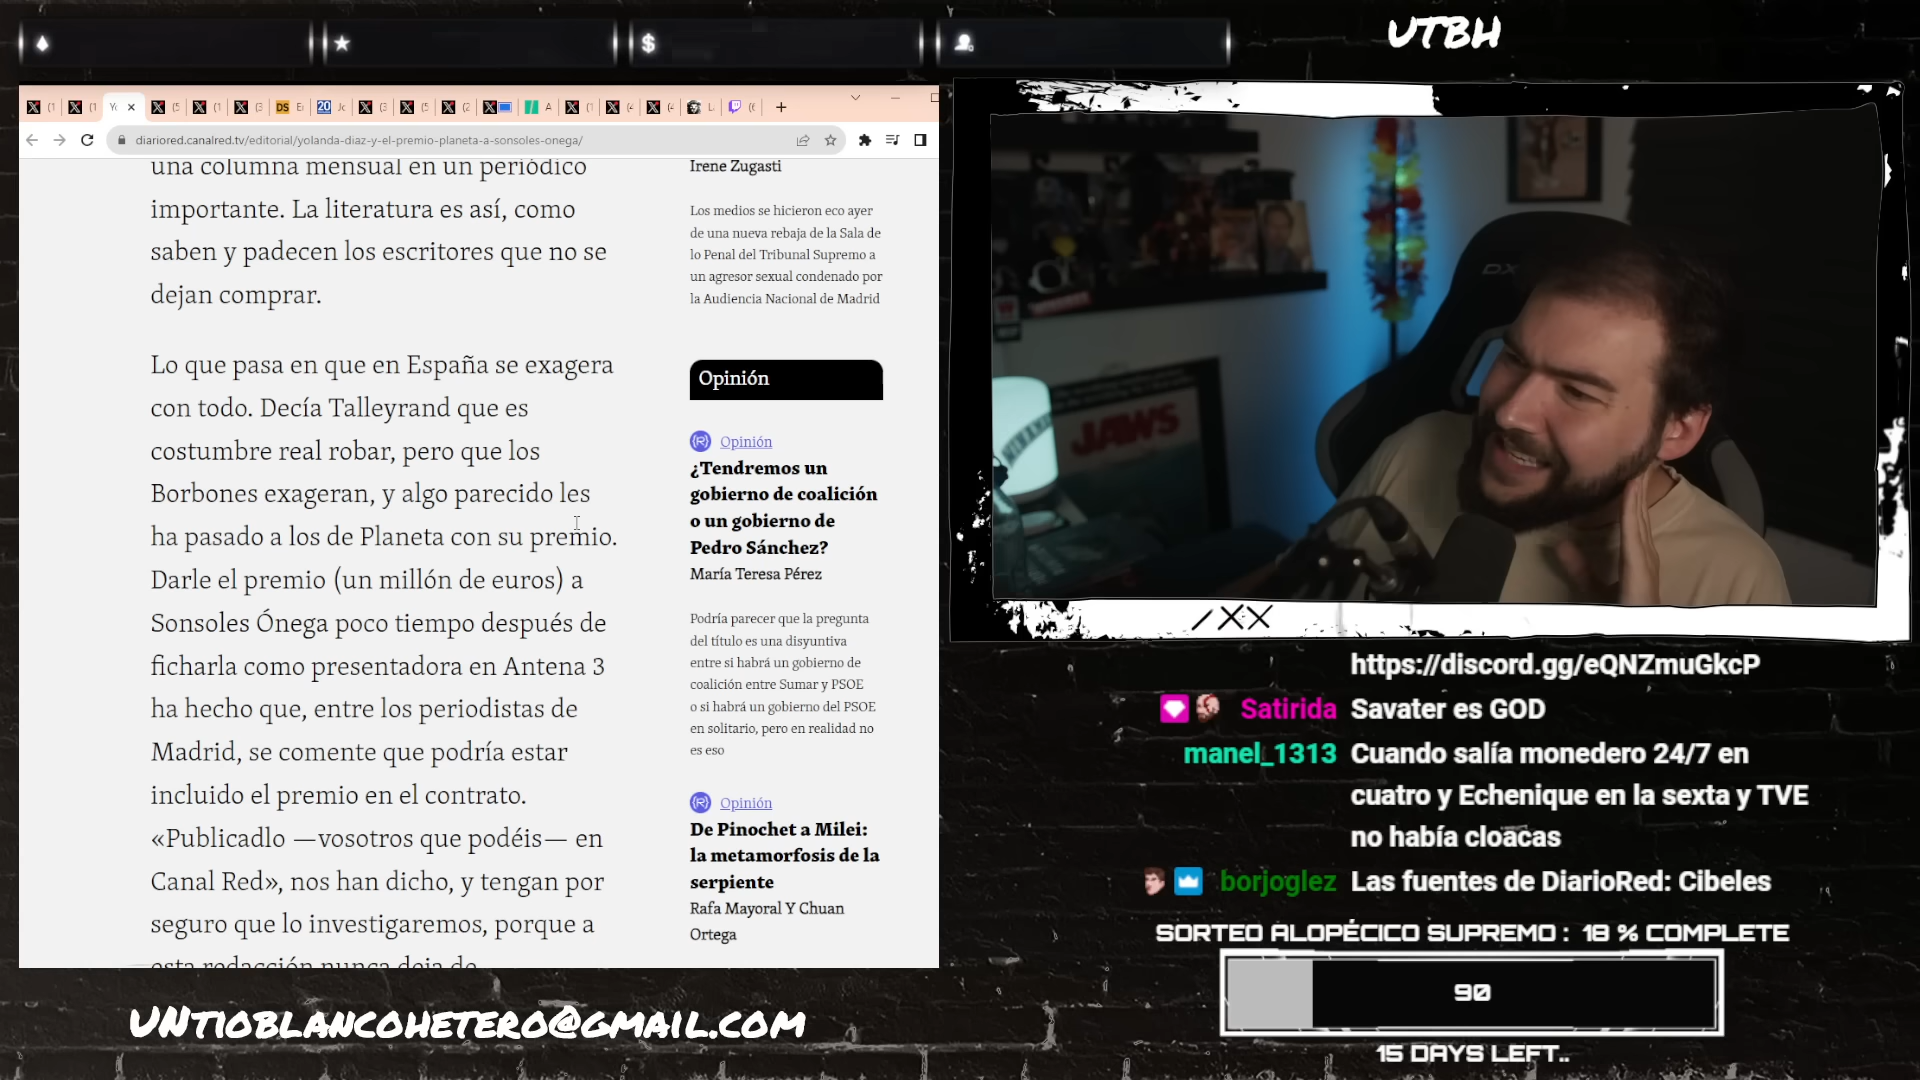 UTBH
diariored.canalred.tv/editorial/yolanda-diaz-y-el-premio-planeta-a-sonsoles-onega/
una columna mensual en un periódico
importante. La literatura es así, como
saben y padecen los escritores que no se
dejan comprar.
Lo que pasa en que en España se exagera
con todo. Decía Talleyrand que es
costumbre real robar, pero que los
Borbones exageran, y algo parecido les
ha pasado a los de Planeta con su premio.
Darle el premio (un millón de euros) a
Sonsoles Ónega poco tiempo después de
ficharla como presentadora en Antena 3
ha hecho que, entre los periodistas de
Madrid, se comente que podría estar
incluido el premio en el contrato.
«Publicadlo —vosotros que podéis— en
Canal Red», nos han dicho, y tengan por
seguro que lo investigaremos, porque a
esta redacción nunca deja de
Irene Zugasti
Los medios se hicieron eco ayer
de una nueva rebaja de la Sala de
lo Penal del Tribunal Supremo a
un agresor sexual condenado por
la Audiencia Nacional de Madrid
Opinión
Opinión
¿Tendremos un
gobierno de coalición
o un gobierno de
Pedro Sánchez?
María Teresa Pérez
Podría parecer que la pregunta
del título es una disyuntiva
entre si habrá un gobierno de
coalición entre Sumar y PSOE
o si habrá un gobierno del PSOE
en solitario, pero en realidad no
es eso
Opinión
De Pinochet a Milei:
la metamorfosis de la
serpiente
Rafa Mayoral Y Chuan
Ortega
JAWS
https://discord.gg/eQNZmuGkcP
Satirida Savater es GOD
manel_1313 Cuando salía monedero 24/7 en
cuatro y Echenique en la sexta y TVE
no había cloacas
borjoglez Las fuentes de DiarioRed: Cibeles
SORTEO ALOPÉCICO SUPREMO : 18 % COMPLETE
90
15 DAYS LEFT..
UNTIOBLANCOHETERO@GMAIL.COM